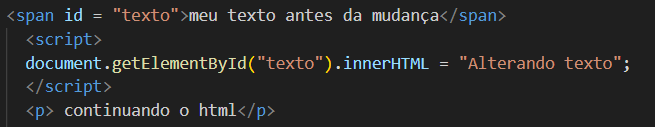 <span id = "texto">meu texto antes da mudança</span>
<script>
document.getElementById("texto").innerHTML = "Alterando texto";
</script>
<p> continuando o html</p>